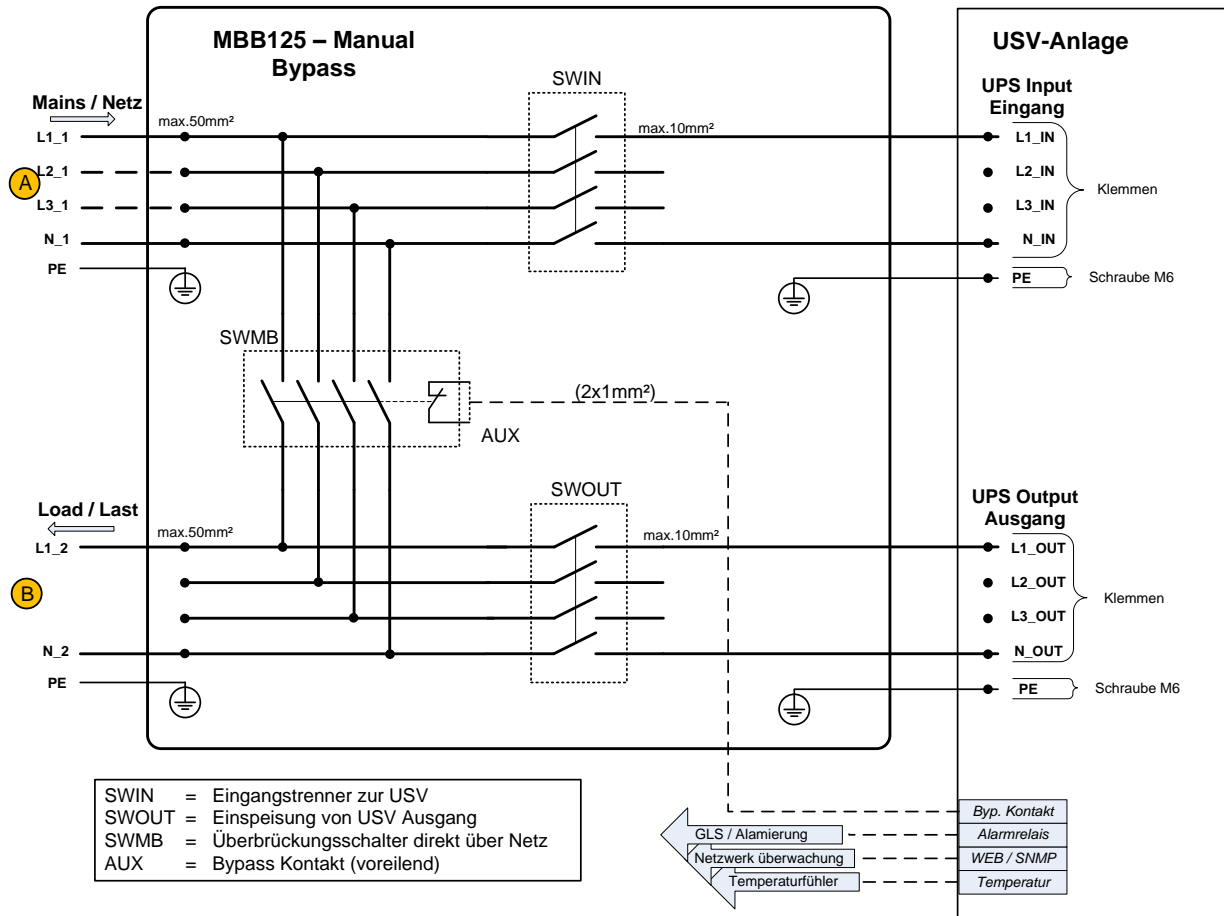 MBB125 – Manual
Bypass
USV-Anlage
SWIN
UPS Input
Eingang
Mains / Netz
max.50mm²
max.10mm²
L1_1
L1_IN
A
L2_1
L2_IN
Klemmen
L3_1
L3_IN
N_1
N_IN
PE
PE
Schraube M6
SWMB
(2x1mm²)
AUX
SWOUT
UPS Output
Ausgang
Load / Last
max.50mm²
max.10mm²
L1_2
L1_OUT
B
L2_OUT
Klemmen
L3_OUT
N_2
N_OUT
PE
PE
Schraube M6
SWIN = Eingangstrenner zur USV
SWOUT = Einspeisung von USV Ausgang
SWMB = Überbrückungsschalter direkt über Netz
AUX = Bypass Kontakt (voreilend)
Byp. Kontakt
GLS / Alamierung
Alarmrelais
Netzwerk überwachung
WEB / SNMP
Temperaturfühler
Temperatur